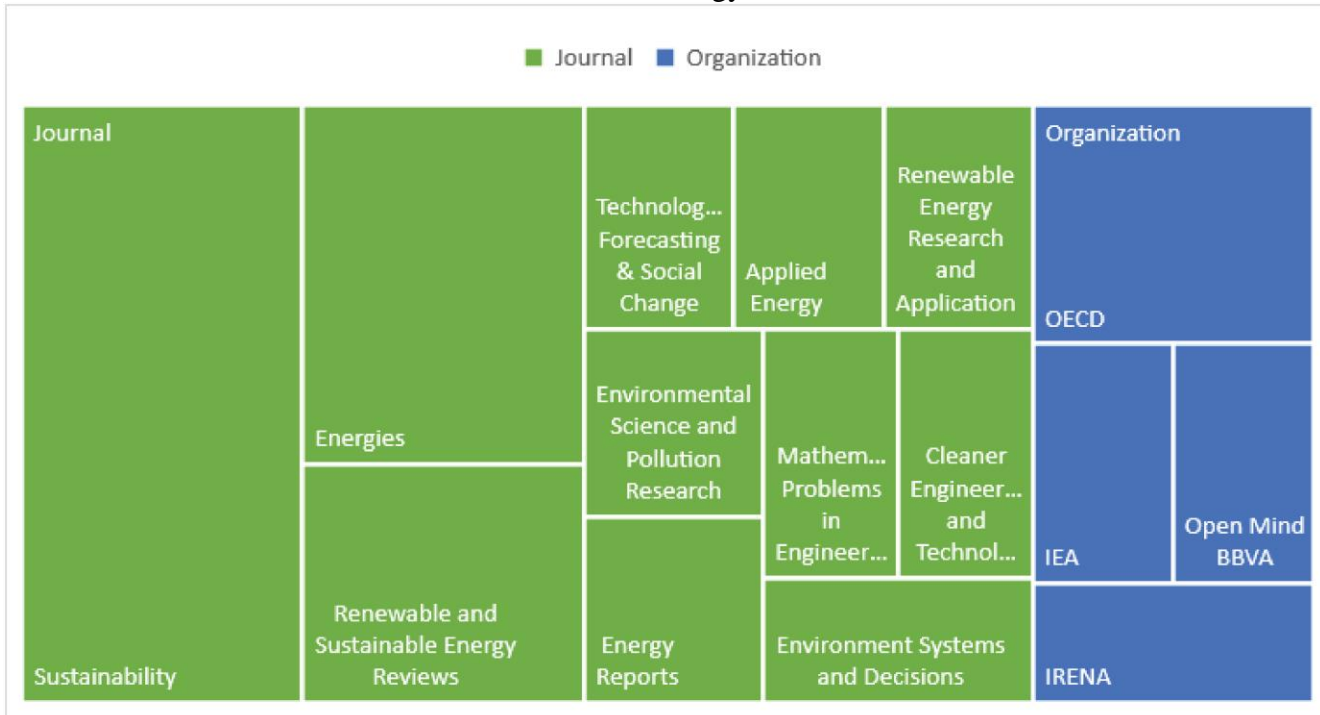 Journal Organization
Journal
Sustainability
Energies
Renewable and
Sustainable Energy
Reviews
Technolog...
Forecasting
& Social
Change
Applied
Energy
Renewable
Energy
Research
and
Application
Environmental
Science and
Pollution
Research
Energy
Reports
Mathem...
Problems
in
Engineer...
Cleaner
Engineer...
and
Technol...
Environment Systems
and Decisions
Organization
OECD
IEA
Open Mind
BBVA
IRENA